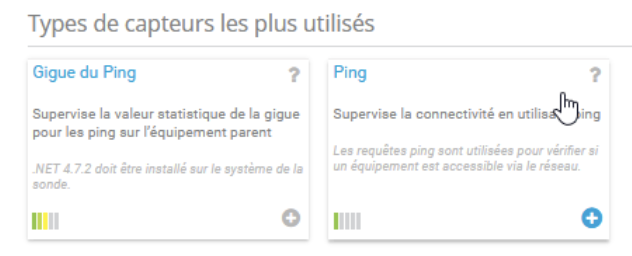 Types de capteurs les plus utilisés
Gigue du Ping ?
Supervise la valeur statistique de la gigue
pour les ping sur l'équipement parent
.NET 4.7.2 doit être installé sur le système de la
sonde.
Ping ?
Supervise la connectivité en utilisa ing
Les requêtes ping sont utilisées pour vérifier si
un équipement est accessible via le réseau.